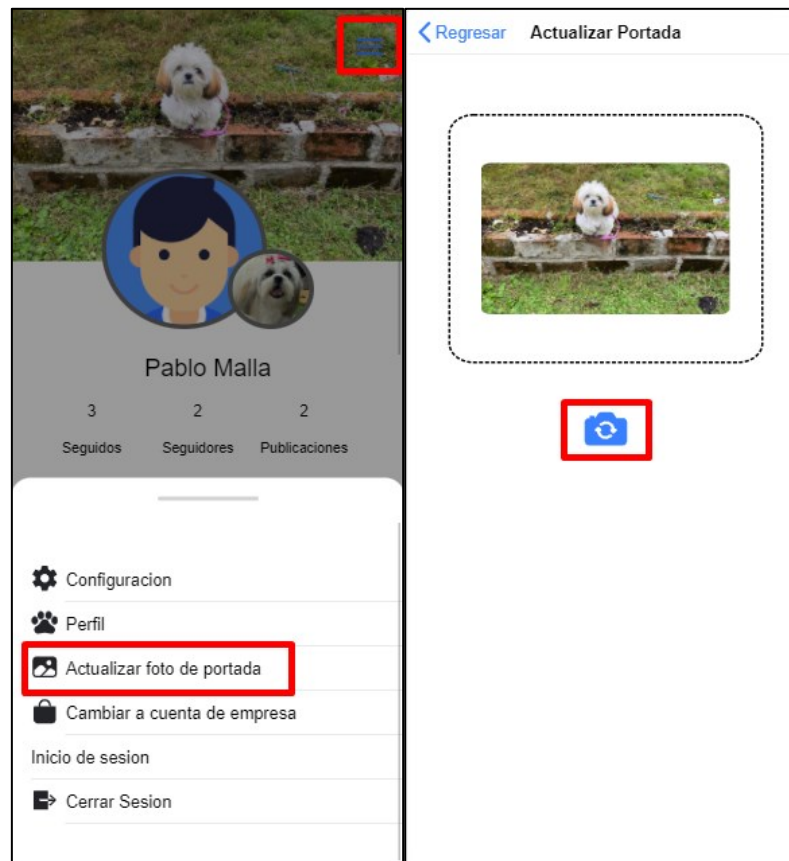 Pablo Malla
3 2 2
Seguidos Seguidores Publicaciones
Configuracion
Perfil
Actualizar foto de portada
Cambiar a cuenta de empresa
Inicio de sesion
Cerrar Sesion
Regresar Actualizar Portada